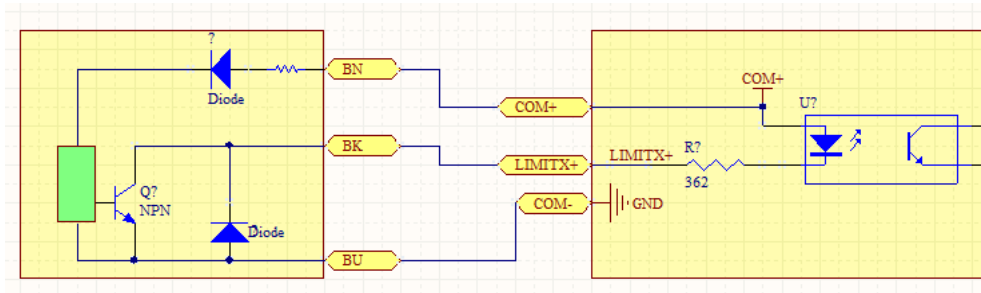 ?
BN
Diode
COM+
COM+
U?
BK
LIMITX+
LIMITX+
R?
362
Q?
NPN
COM-
GND
Diode
BU